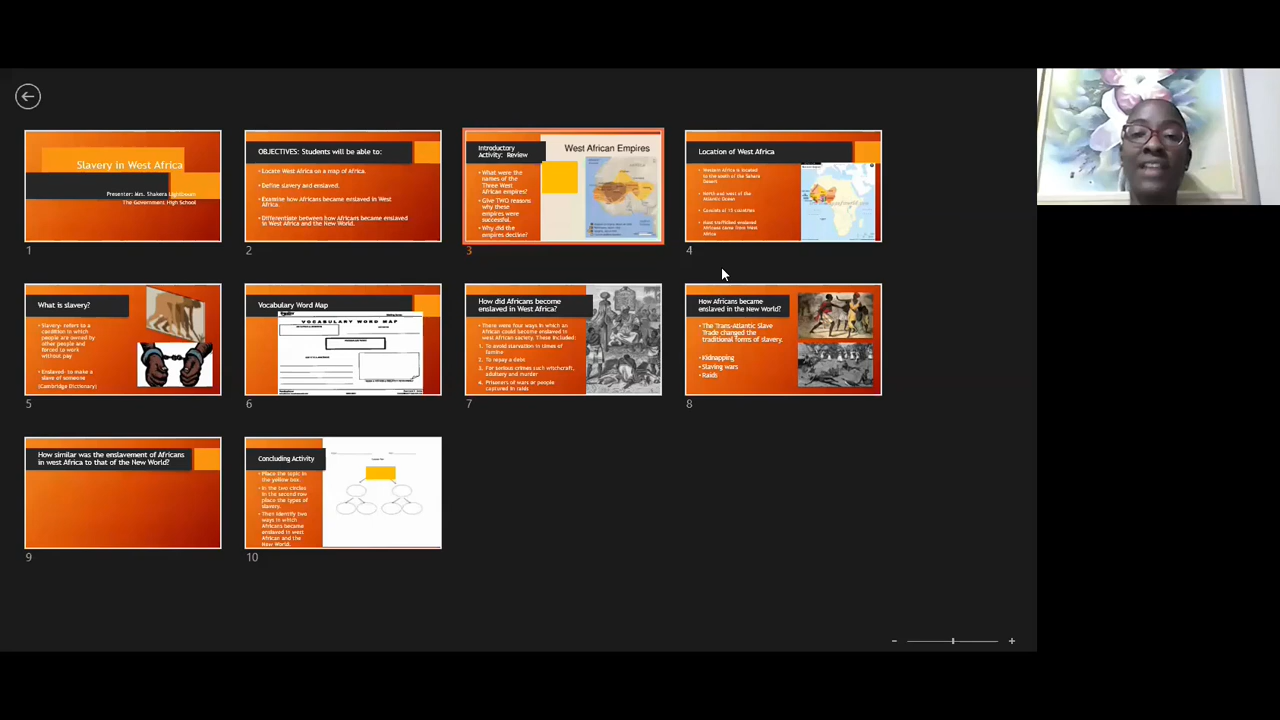 Slavery in West Africa
Presenter: Mrs. Shakera Lightbourn
The Government High School
1
OBJECTIVES: Students will be able to:
Locate West Africa on a map of Africa.
Define slavery and enslaved.
Examine how Africans became enslaved in West
Africa.
Differentiate between how Africans became enslaved
in West Africa and the New World.
2
Introductory
Activity: Review
What were the
names of the
Three West
African empires?
Give TWO reasons
why these
empires were
successful.
Why did the
empires decline?
West African Empires
3
Location of West Africa
Western Africa is located
to the south of the Sahara
Desert
North and west of the
Atlantic Ocean
Consists of 15 countries
Most trafficked enslaved
Africans came from West
Africa
4
What is slavery?
Slavery- refers to a
condition in which
people are owned by
other people and
forced to work
without pay
Enslaved- to make a
slave of someone
(Cambridge Dictionary)
5
Vocabulary Word Map
VOCABULARY WORD MAP
6
How did Africans become
enslaved in West Africa?
There were four ways in which an
African could become enslaved in
west African society. These included:
1. To avoid starvation in times of
famine
2. To repay a debt
3. For serious crimes such witchcraft,
adultery and murder
4. Prisoners of wars or people
captured in raids
7
How Africans became
enslaved in the New World?
The Trans-Atlantic Slave
Trade changed the
traditional forms of slavery.
Kidnapping
Slaving wars
Raids
8
How similar was the enslavement of Africans
in west Africa to that of the New World?
9
Concluding Activity
Place the topic in
the yellow box.
In the two circles
in the second row
place the types of
slavery.
Then identify two
ways in which
Africans became
enslaved in west
African and the
New World.
10